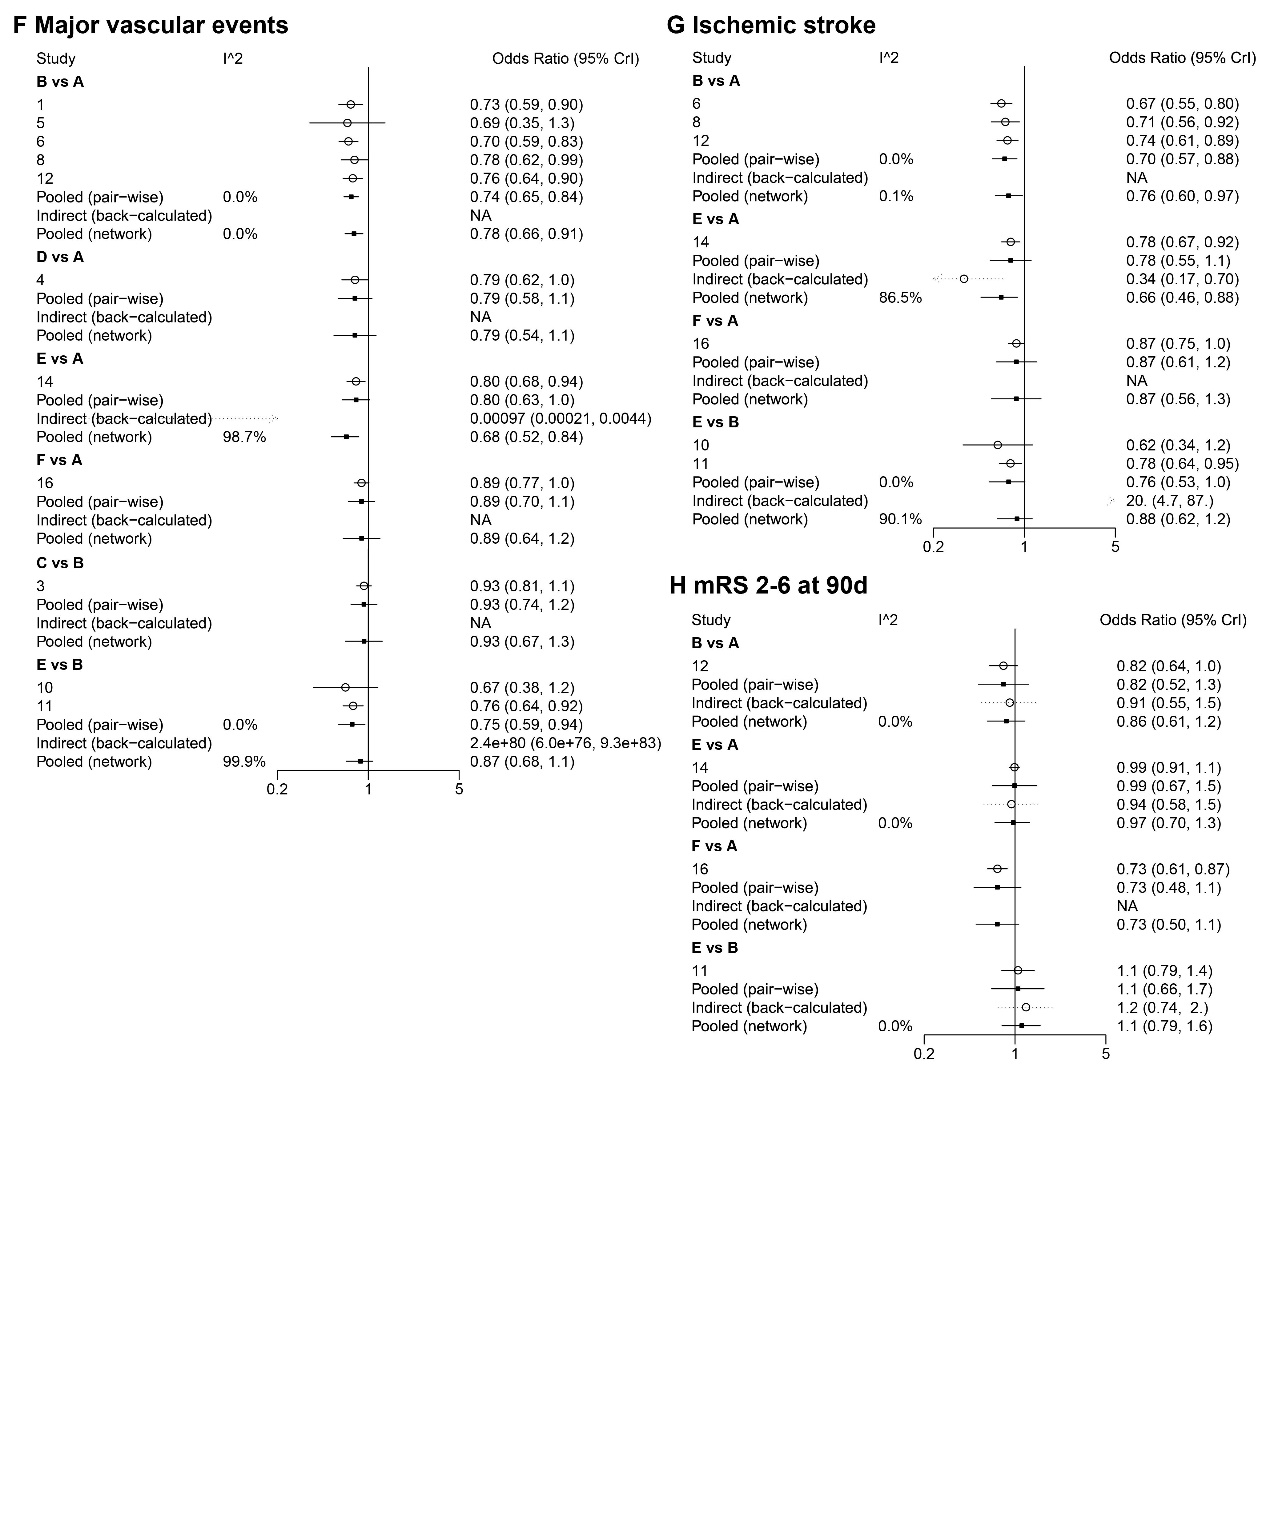 F Major vascular events
Study I^2 Odds Ratio (95% CrI)
B vs A
1 0.73 (0.59, 0.90)
5 0.69 (0.35, 1.3)
6 0.70 (0.59, 0.83)
8 0.78 (0.62, 0.99)
12 0.76 (0.64, 0.90)
Pooled (pair−wise) 0.0% 0.74 (0.65, 0.84)
Indirect (back−calculated) NA
Pooled (network) 0.0% 0.78 (0.66, 0.91)
D vs A
4 0.79 (0.62, 1.0)
Pooled (pair−wise) 0.79 (0.58, 1.1)
Indirect (back−calculated) NA
Pooled (network) 0.79 (0.54, 1.1)
E vs A
14 0.80 (0.68, 0.94)
Pooled (pair−wise) 0.80 (0.63, 1.0)
Indirect (back−calculated) 0.00097 (0.00021, 0.0044)
Pooled (network) 98.7% 0.68 (0.52, 0.84)
F vs A
16 0.89 (0.77, 1.0)
Pooled (pair−wise) 0.89 (0.70, 1.1)
Indirect (back−calculated) NA
Pooled (network) 0.89 (0.64, 1.2)
C vs B
3 0.93 (0.81, 1.1)
Pooled (pair−wise) 0.93 (0.74, 1.2)
Indirect (back−calculated) NA
Pooled (network) 0.93 (0.67, 1.3)
E vs B
10 0.67 (0.38, 1.2)
11 0.76 (0.64, 0.92)
Pooled (pair−wise) 0.0% 0.75 (0.59, 0.94)
Indirect (back−calculated) 2.4e+80 (6.0e+76, 9.3e+83)
Pooled (network) 99.9% 0.87 (0.68, 1.1)
0.2 1 5
G Ischemic stroke
Study I^2 Odds Ratio (95% CrI)
B vs A
6 0.67 (0.55, 0.80)
8 0.71 (0.56, 0.92)
12 0.74 (0.61, 0.89)
Pooled (pair−wise) 0.0% 0.70 (0.57, 0.88)
Indirect (back−calculated) NA
Pooled (network) 0.1% 0.76 (0.60, 0.97)
E vs A
14 0.78 (0.67, 0.92)
Pooled (pair−wise) 0.78 (0.55, 1.1)
Indirect (back−calculated) 0.34 (0.17, 0.70)
Pooled (network) 86.5% 0.66 (0.46, 0.88)
F vs A
16 0.87 (0.75, 1.0)
Pooled (pair−wise) 0.87 (0.61, 1.2)
Indirect (back−calculated) NA
Pooled (network) 0.87 (0.56, 1.3)
E vs B
10 0.62 (0.34, 1.2)
11 0.78 (0.64, 0.95)
Pooled (pair−wise) 0.0% 0.76 (0.53, 1.0)
Indirect (back−calculated) 20. (4.7, 87.)
Pooled (network) 90.1% 0.88 (0.62, 1.2)
0.2 1 5
H mRS 2-6 at 90d
Study I^2 Odds Ratio (95% CrI)
B vs A
12 0.82 (0.64, 1.0)
Pooled (pair−wise) 0.82 (0.52, 1.3)
Indirect (back−calculated) 0.91 (0.55, 1.5)
Pooled (network) 0.0% 0.86 (0.61, 1.2)
E vs A
14 0.99 (0.91, 1.1)
Pooled (pair−wise) 0.99 (0.67, 1.5)
Indirect (back−calculated) 0.94 (0.58, 1.5)
Pooled (network) 0.0% 0.97 (0.70, 1.3)
F vs A
16 0.73 (0.61, 0.87)
Pooled (pair−wise) 0.73 (0.48, 1.1)
Indirect (back−calculated) NA
Pooled (network) 0.73 (0.50, 1.1)
E vs B
11 1.1 (0.79, 1.4)
Pooled (pair−wise) 1.1 (0.66, 1.7)
Indirect (back−calculated) 1.2 (0.74, 2.)
Pooled (network) 0.0% 1.1 (0.79, 1.6)
0.2 1 5